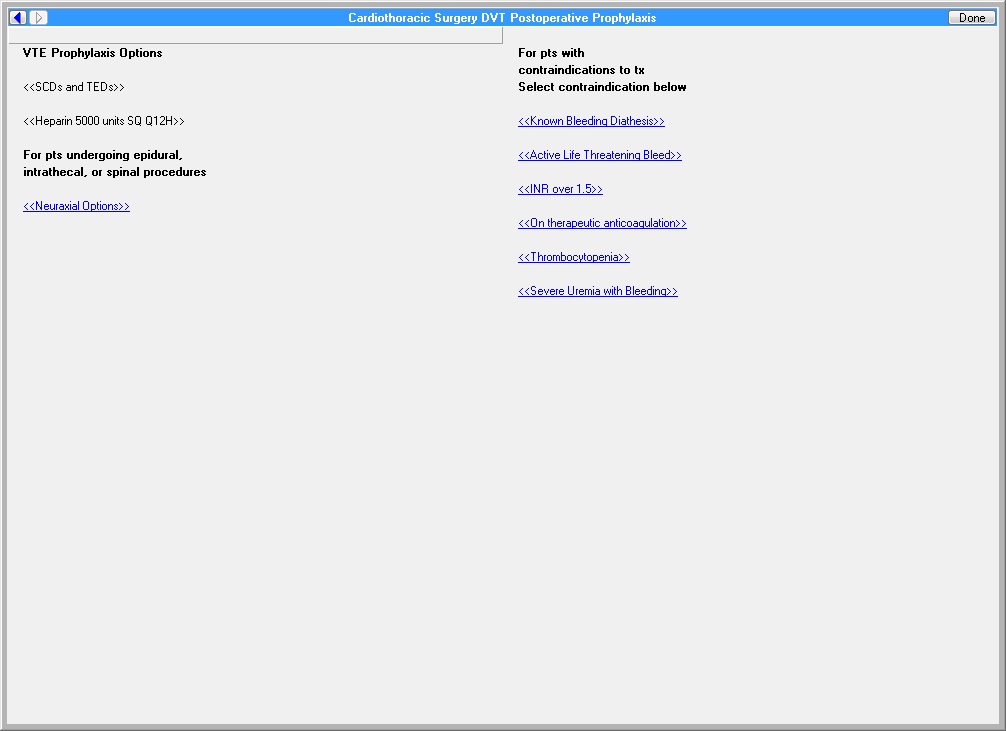 Cardiothoracic Surgery DVT Postoperative Prophylaxis
Done
VTE Prophylaxis Options
<<SCDs and TEDs>>
<<Heparin 5000 units SQ Q12H>>
For pts undergoing epidural,
intrathecal, or spinal procedures
<<Neuraxial Options>>
For pts with
contraindications to tx
Select contraindication below
<<Known Bleeding Diathesis>>
<<Active Life Threatening Bleed>>
<<INR over 1.5>>
<<On therapeutic anticoagulation>>
<<Thrombocytopenia>>
<<Severe Uremia with Bleeding>>